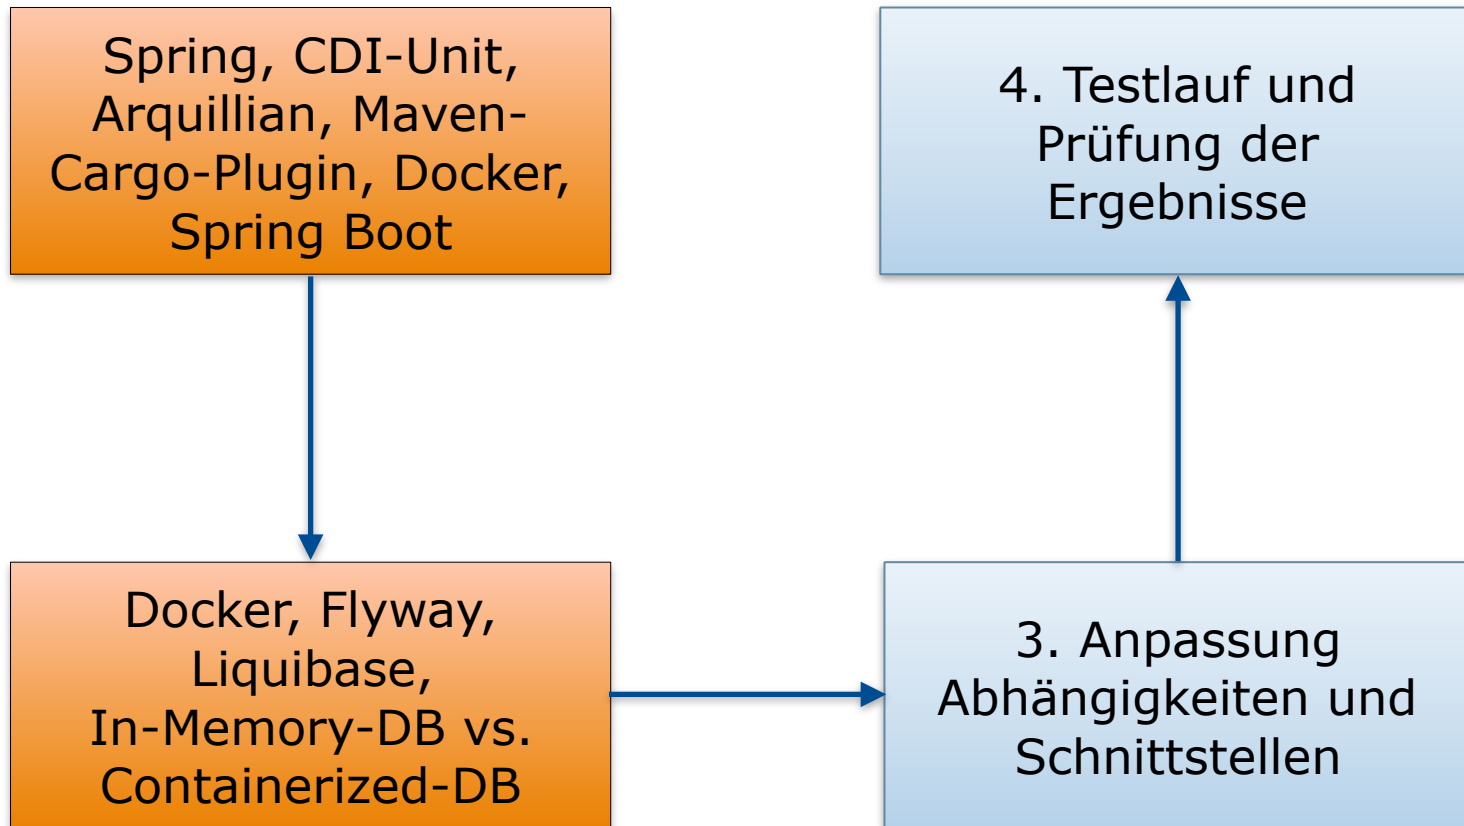 Spring, CDI-Unit,
Arquillian, Maven-
Cargo-Plugin, Docker,
Spring Boot
Docker, Flyway,
Liquibase,
In-Memory-DB vs.
Containerized-DB
3. Anpassung
Abhängigkeiten und
Schnittstellen
4. Testlauf und
Prüfung der
Ergebnisse